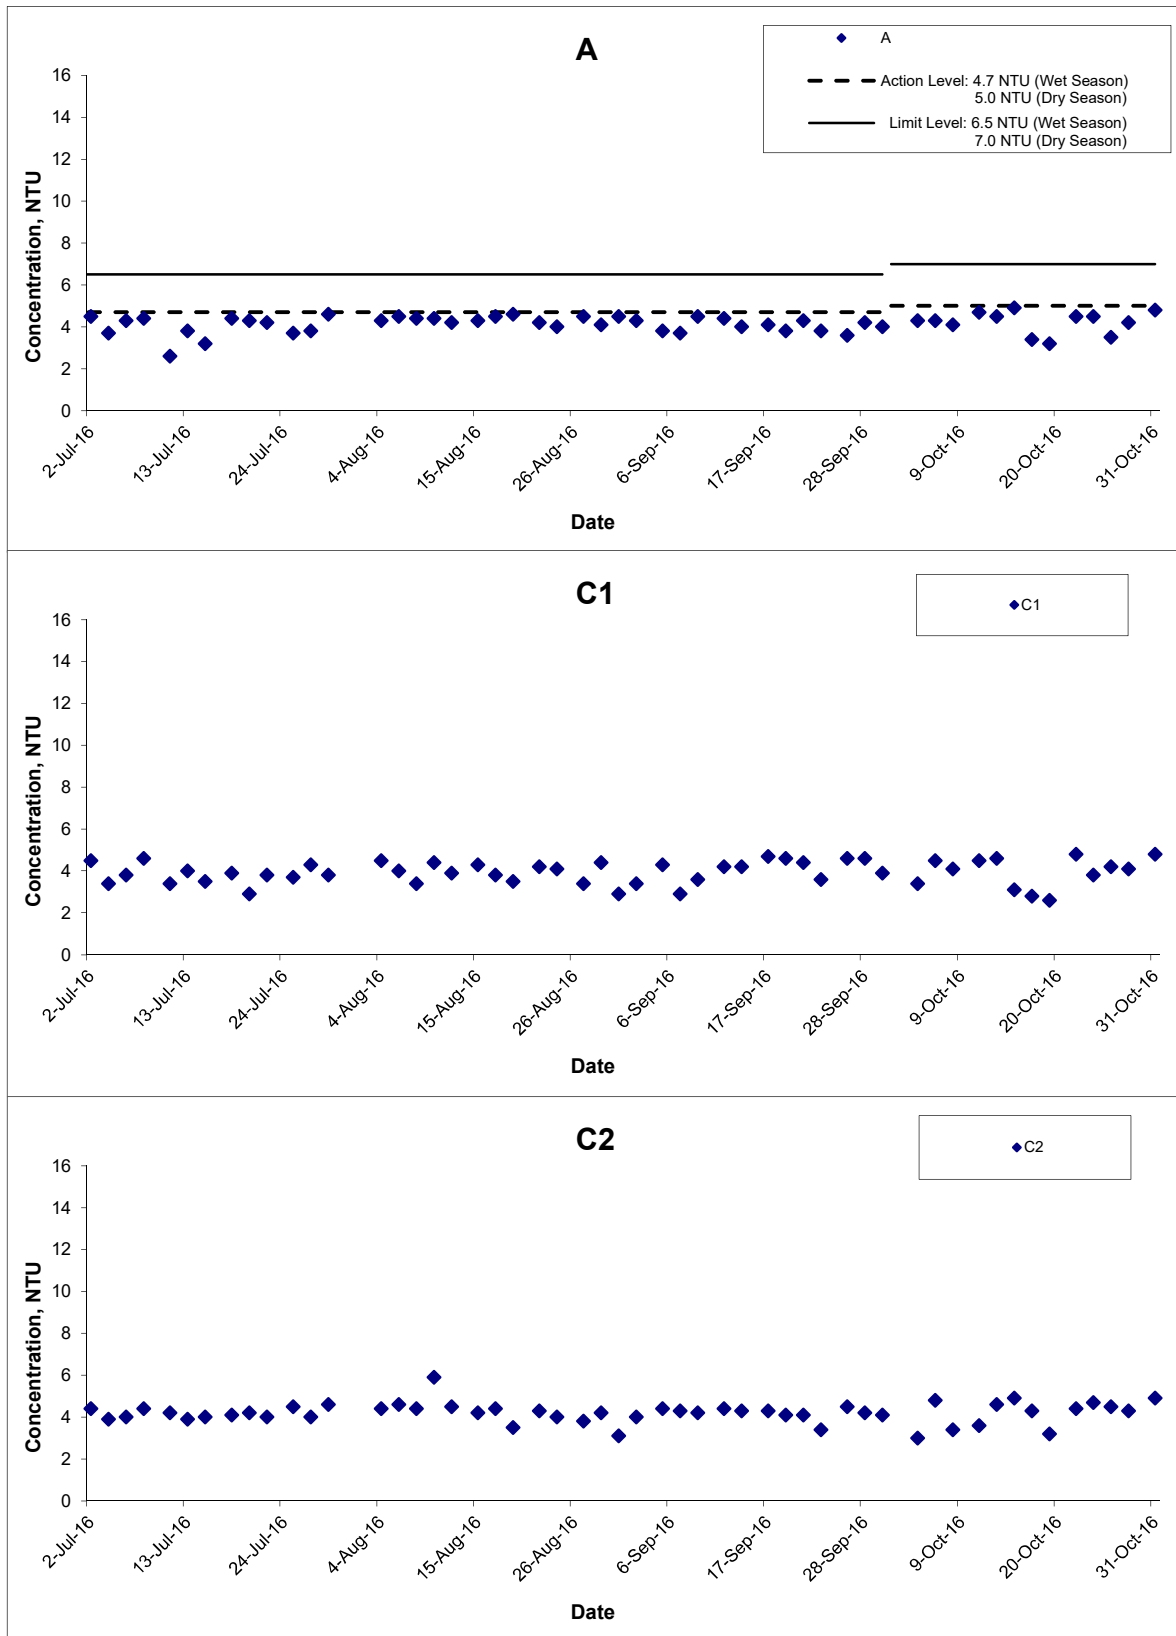 A
A
Action Level: 4.7 NTU (Wet Season)
5.0 NTU (Dry Season)
Limit Level: 6.5 NTU (Wet Season)
7.0 NTU (Dry Season)
Concentration, NTU
16
14
12
10
8
6
4
2
0
2-Jul-16
13-Jul-16
24-Jul-16
4-Aug-16
15-Aug-16
26-Aug-16
6-Sep-16
17-Sep-16
28-Sep-16
9-Oct-16
20-Oct-16
31-Oct-16
Date
C1
C1
Concentration, NTU
16
14
12
10
8
6
4
2
0
2-Jul-16
13-Jul-16
24-Jul-16
4-Aug-16
15-Aug-16
26-Aug-16
6-Sep-16
17-Sep-16
28-Sep-16
9-Oct-16
20-Oct-16
31-Oct-16
Date
C2
C2
Concentration, NTU
16
14
12
10
8
6
4
2
0
2-Jul-16
13-Jul-16
24-Jul-16
4-Aug-16
15-Aug-16
26-Aug-16
6-Sep-16
17-Sep-16
28-Sep-16
9-Oct-16
20-Oct-16
31-Oct-16
Date